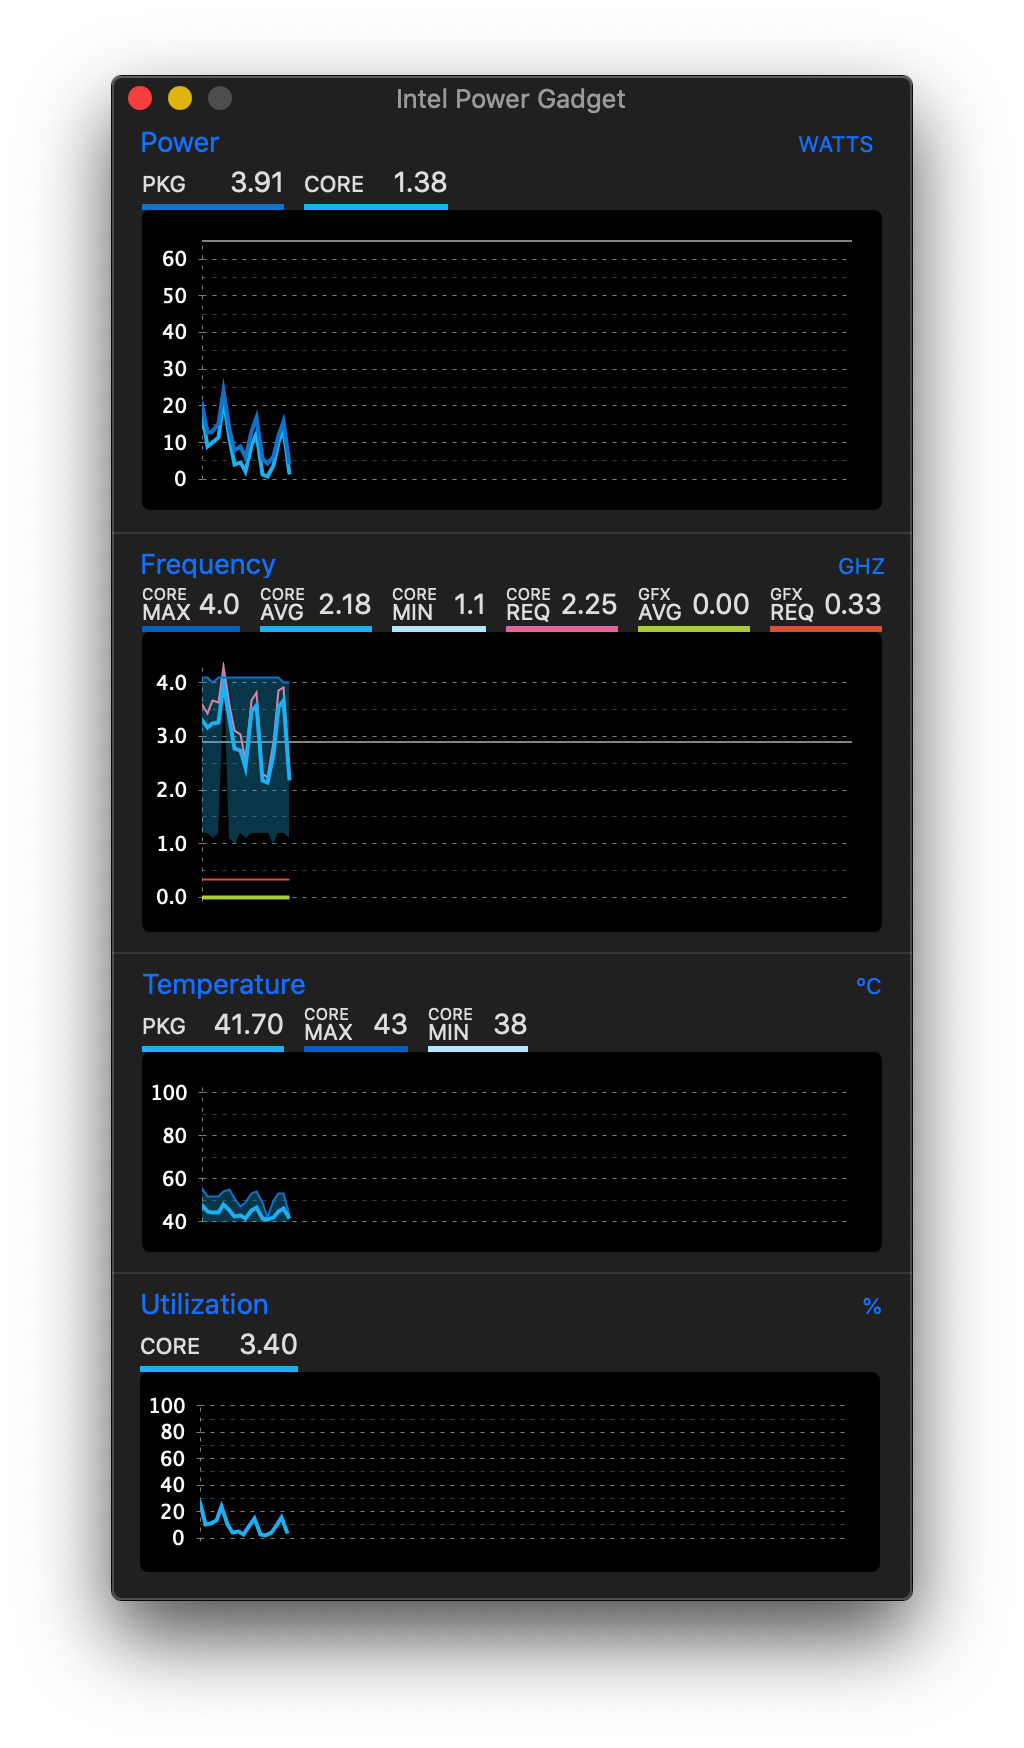 Intel Power Gadget
Power WATTS
PKG 3.91 CORE 1.38
60
50
40
30
20
10
0
Frequency GHZ
CORE MAX 4.0 CORE AVG 2.18 CORE MIN 1.1 CORE REQ 2.25 GFX AVG 0.00 GFX REQ 0.33
4.0
3.0
2.0
1.0
0.0
Temperature ºC
PKG 41.70 CORE MAX 43 CORE MIN 38
100
80
60
40
Utilization %
CORE 3.40
100
80
60
40
20
0